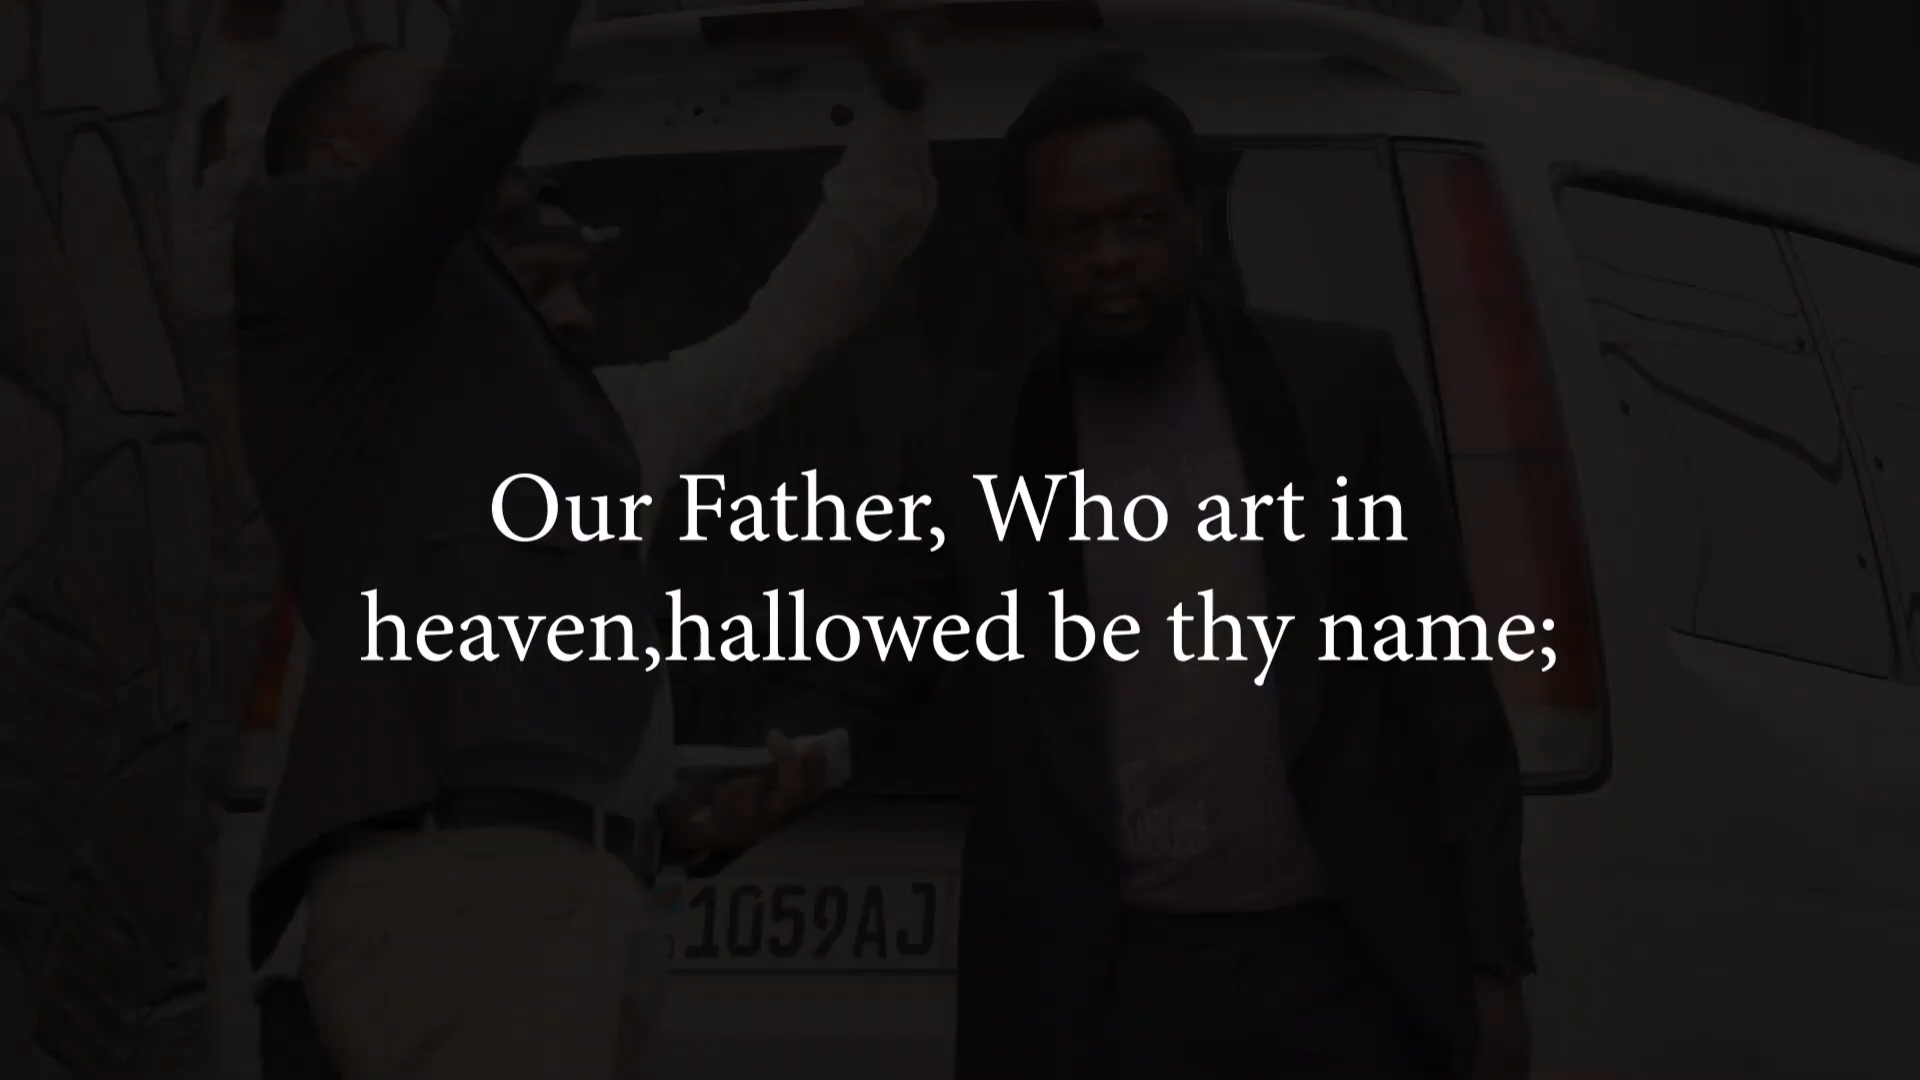 Our Father, Who art in
heaven,hallowed be thy name;
1059AJ